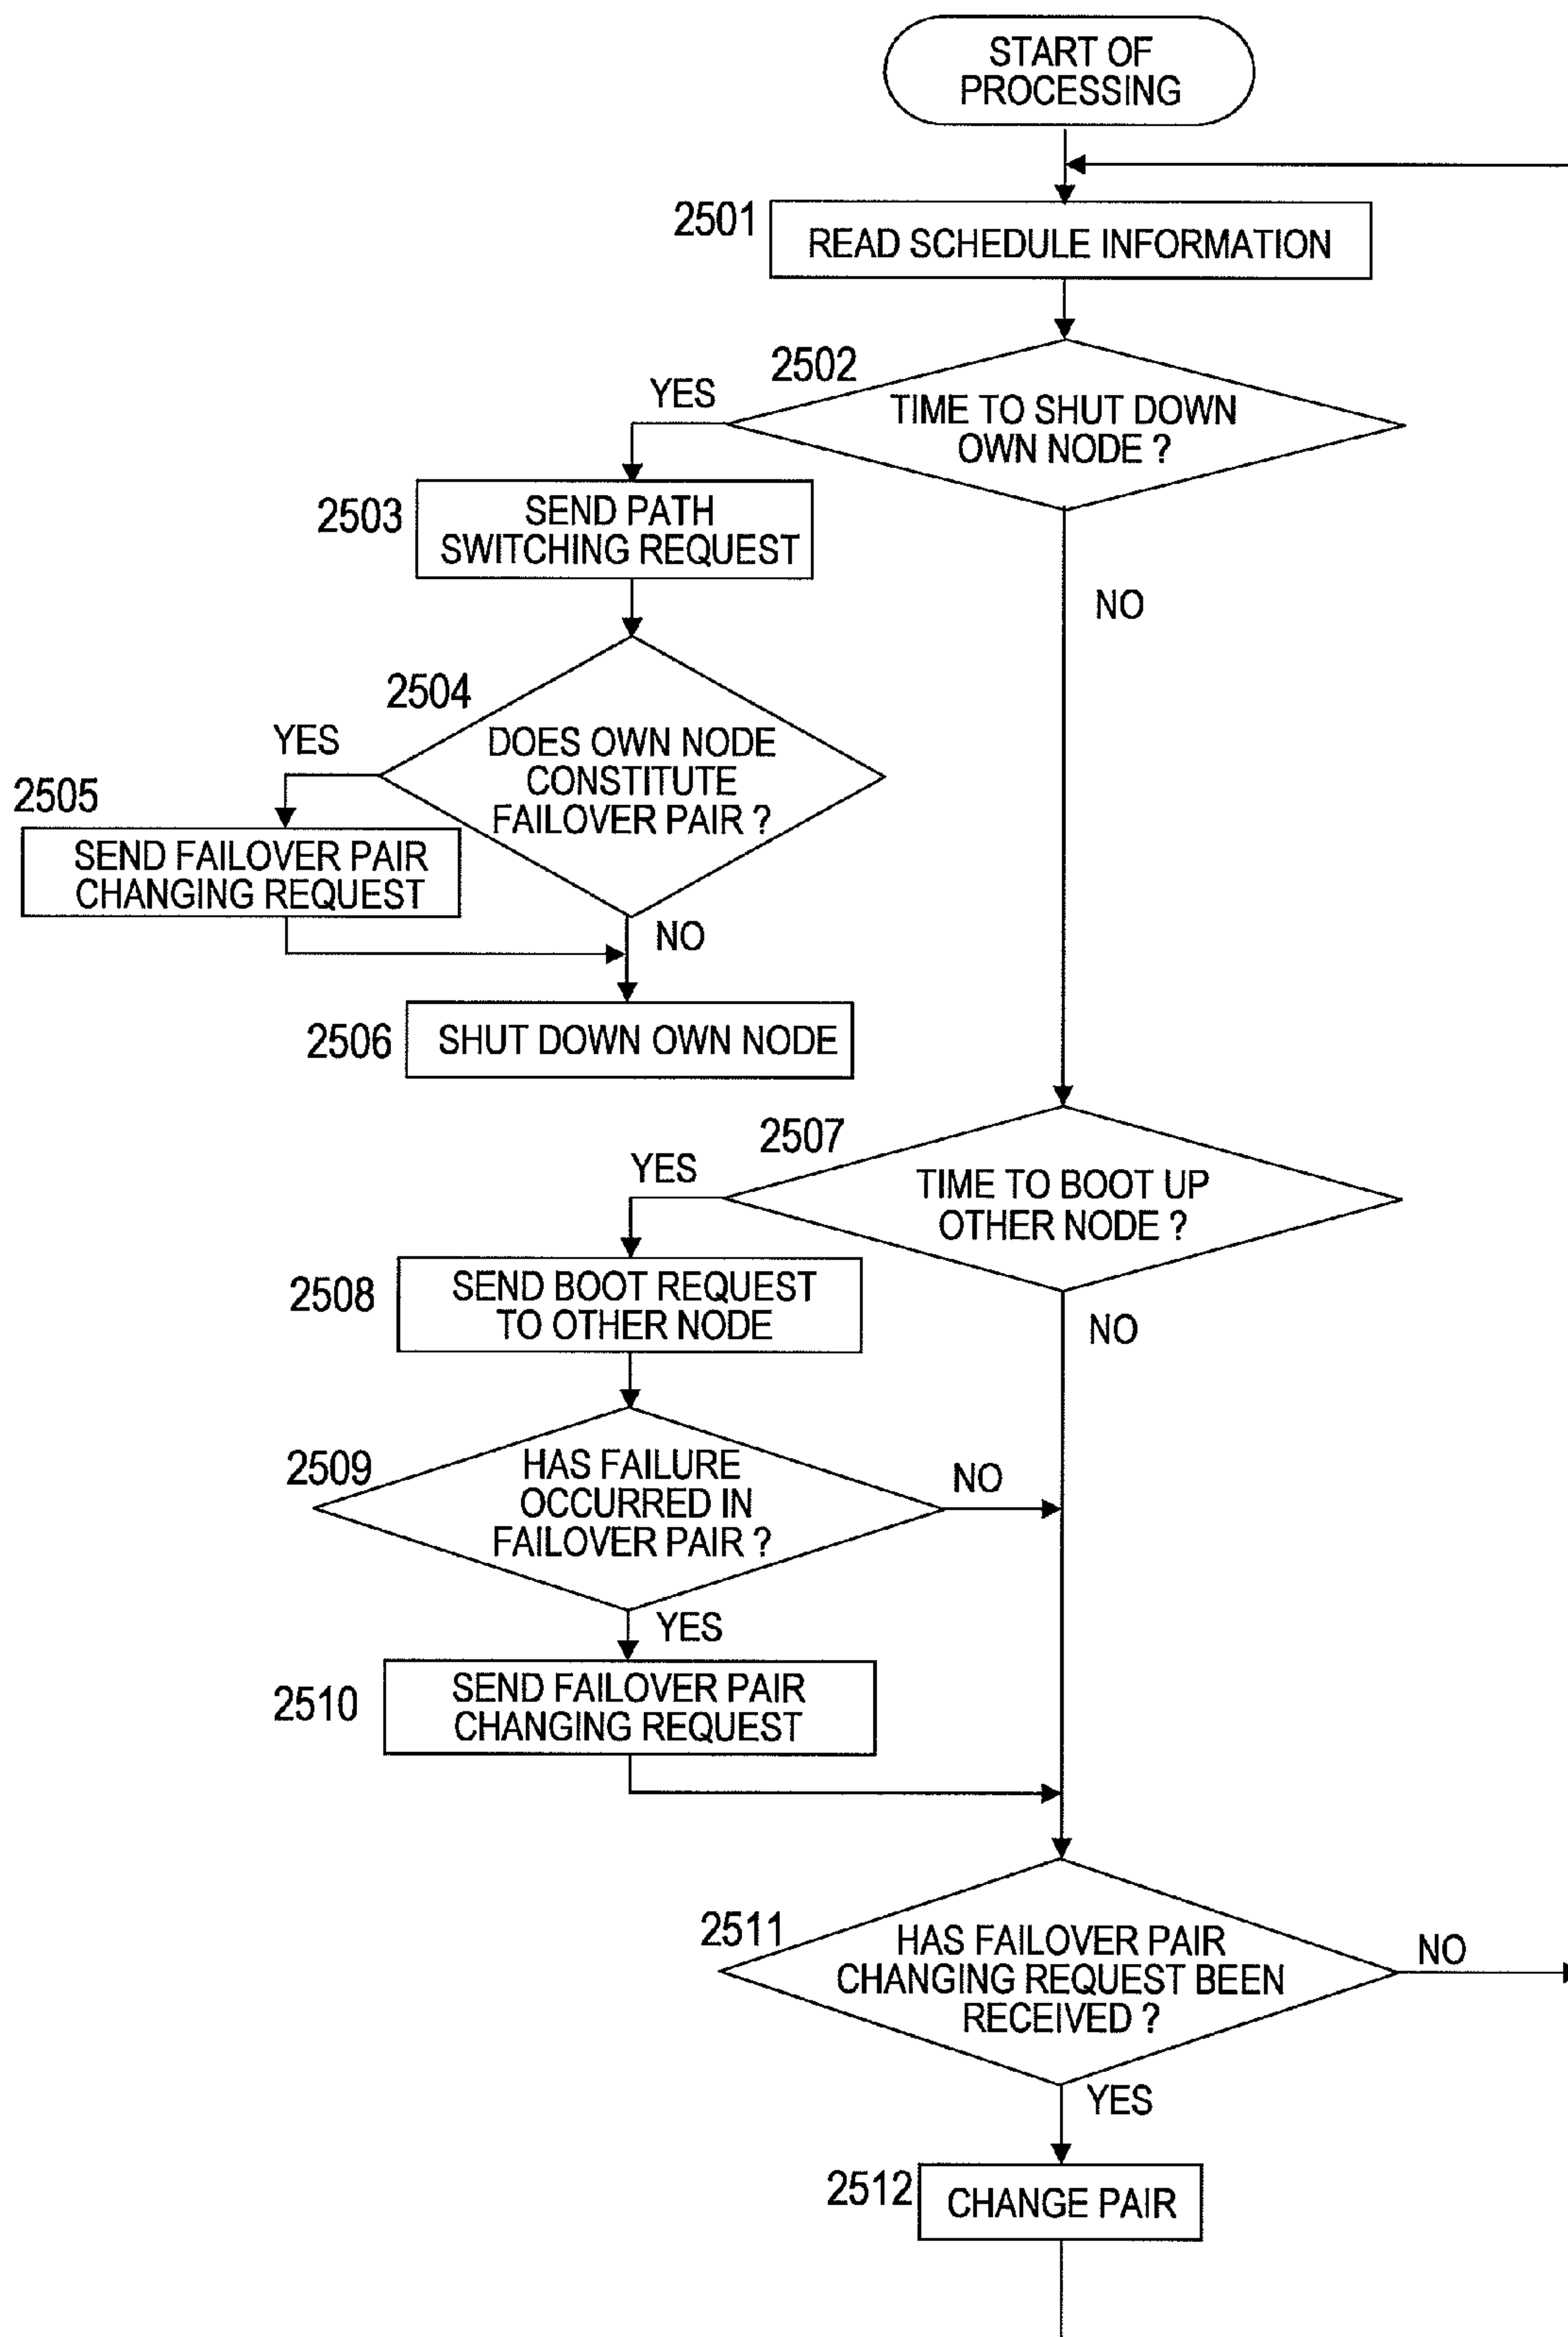 START OF
PROCESSING
2501
READ SCHEDULE INFORMATION
2502
YES
TIME TO SHUT DOWN
OWN NODE ?
2503
SEND PATH
SWITCHING REQUEST
NO
2504
YES
DOES OWN NODE
CONSTITUTE
FAILOVER PAIR ?
2505
SEND FAILOVER PAIR
CHANGING REQUEST
NO
2506
SHUT DOWN OWN NODE
2507
YES
TIME TO BOOT UP
OTHER NODE ?
2508
SEND BOOT REQUEST
TO OTHER NODE
NO
2509
HAS FAILURE
OCCURRED IN
FAILOVER PAIR ?
NO
YES
2510
SEND FAILOVER PAIR
CHANGING REQUEST
2511
HAS FAILOVER PAIR
CHANGING REQUEST BEEN
RECEIVED ?
NO
YES
2512
CHANGE PAIR